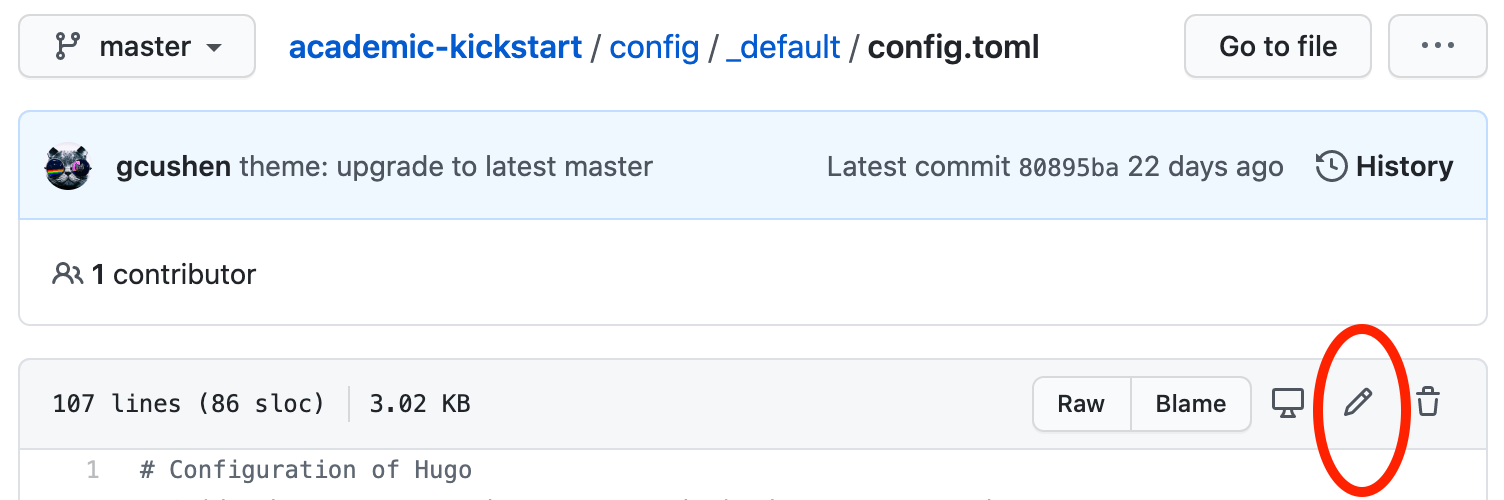 master academic-kickstart / config / _default / config.toml Go to file ...
gcushen theme: upgrade to latest master Latest commit 80895ba 22 days ago History
1 contributor
107 lines (86 sloc) 3.02 KB Raw Blame
1 # Configuration of Hugo